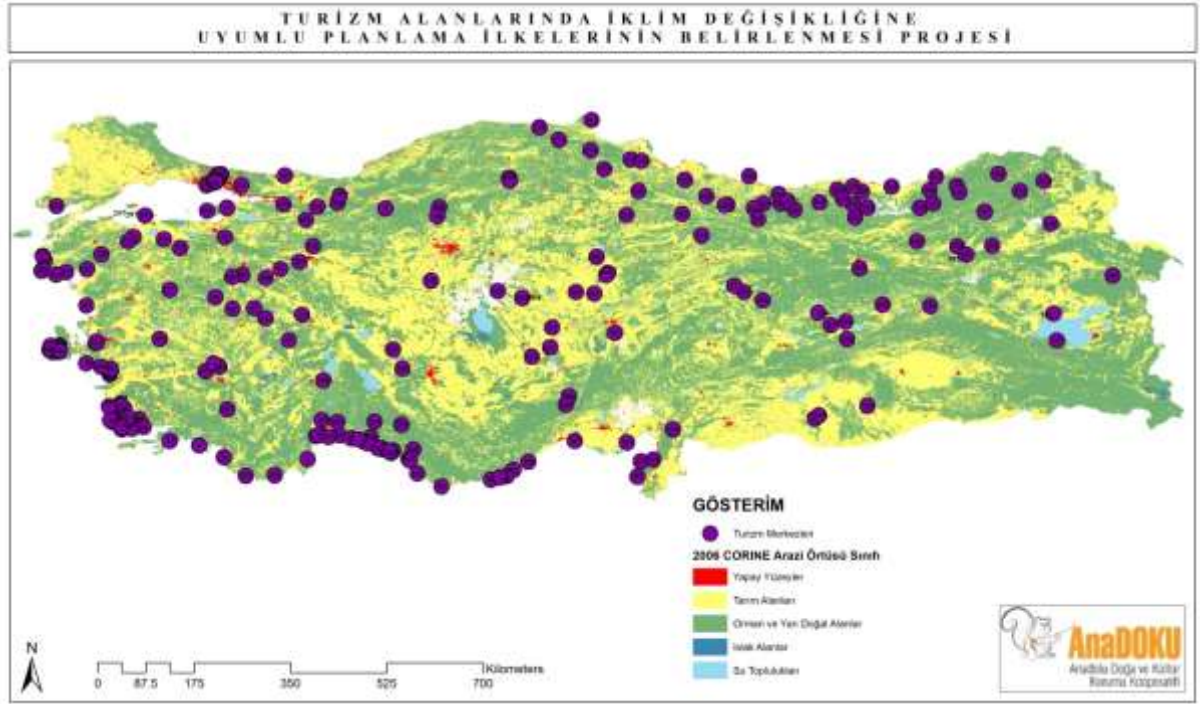 TURİZM ALANLARINDA İKLİM DEĞİŞİKLİĞİNE
UYUMLU PLANLAMA İLKELERİNİN BELİRLENMESİ PROJESİ
GÖSTERİM
Turizm Merkezleri
2006 CORINE Arazi Örtüsü Sınıfı
Yapay Yüzeyler
Tarım Alanları
Orman ve Yarı Doğal Alanlar
Islak Alanlar
Su Toplulukları
N
Kilometers
0 87.5 175 350 525 700
AnaDOKU
Anadolu Doğa ve Kültür
Koruma Kooperatifi